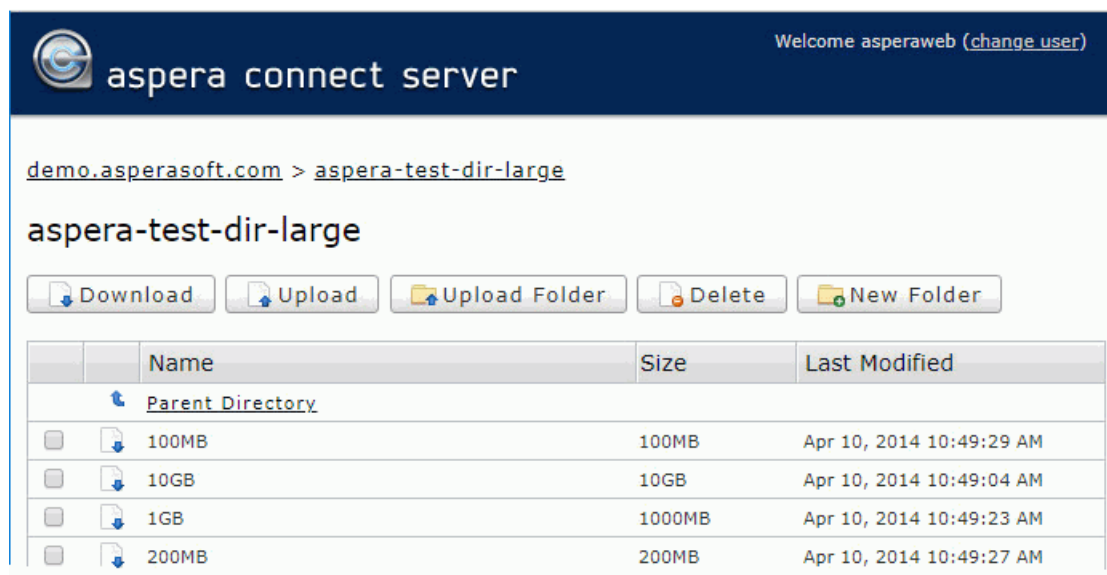 Welcome asperaweb (change user)
aspera connect server
demo.asperasoft.com > aspera-test-dir-large
aspera-test-dir-large
Download Upload Upload Folder Delete New Folder
Name Size Last Modified
Parent Directory
100MB 100MB Apr 10, 2014 10:49:29 AM
10GB 10GB Apr 10, 2014 10:49:04 AM
1GB 1000MB Apr 10, 2014 10:49:23 AM
200MB 200MB Apr 10, 2014 10:49:27 AM